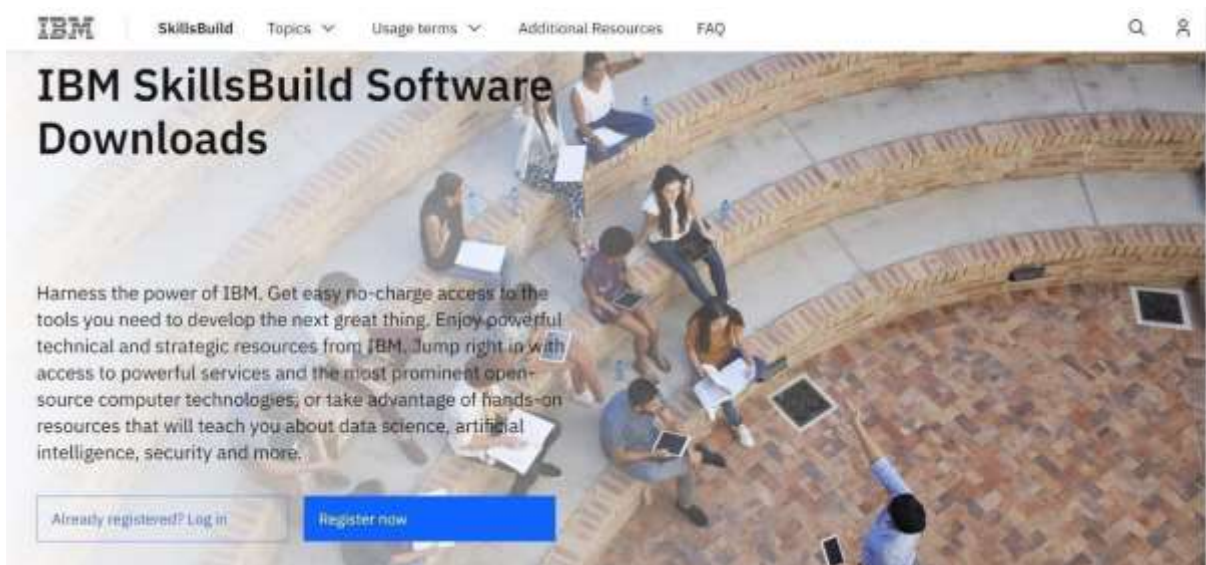 IBM SkillsBuild Topics Usage terms Additional Resources FAQ
IBM SkillsBuild Software
Downloads
Harness the power of IBM. Get easy no-charge access to the
tools you need to develop the next great thing. Enjoy powerful
technical and strategic resources from IBM. Jump right in with
access to powerful services and the most prominent open-
source computer technologies, or take advantage of hands-on
resources that will teach you about data science, artificial
intelligence, security and more.
Already registered? Log in Register now